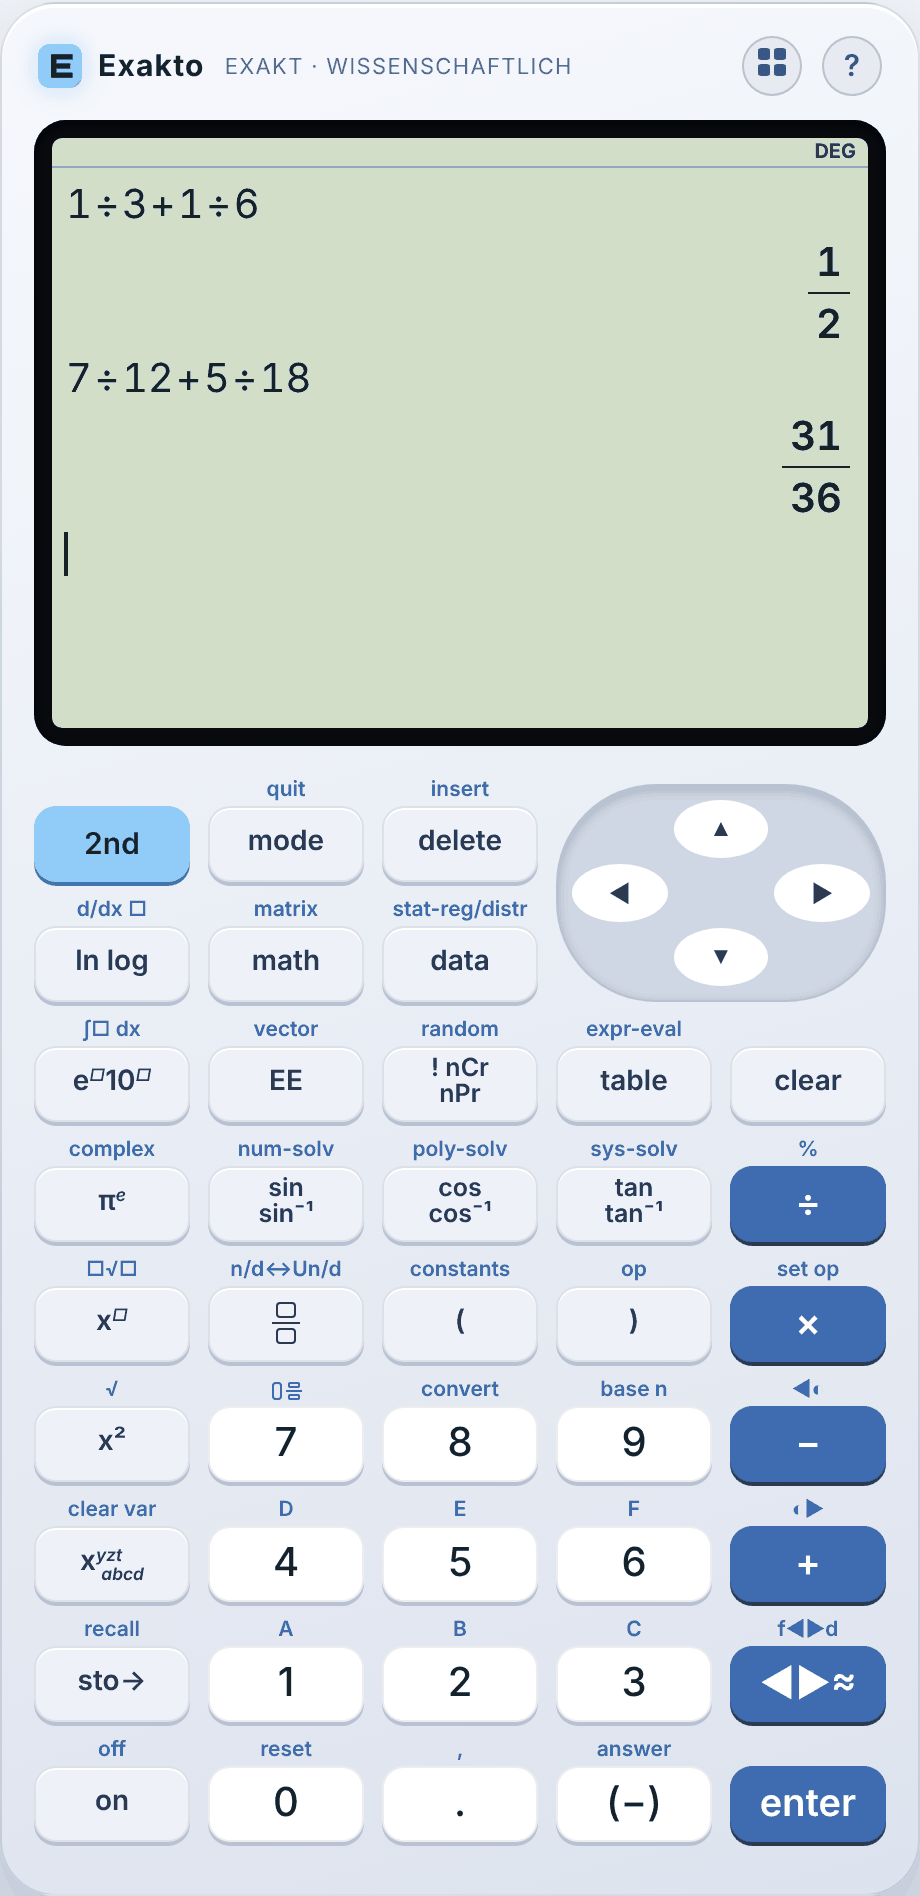 E Exakto EXAKT · WISSENSCHAFTLICH ?
DEG
1÷3+1÷6
1
2
7÷12+5÷18
31
36
quit insert
2nd mode delete
d/dx □ matrix stat-reg/distr
ln log math data
∫□ dx vector random expr-eval
e□10□ EE ! nCr nPr table clear
complex num-solv poly-solv sys-solv %
πe sin sin⁻¹ cos cos⁻¹ tan tan⁻¹ ÷
□√□ n/d↔Un/d constants op set op
x□ ( ) ×
√ convert base n
x² 7 8 9 −
clear var D E F
x yzt abcd 4 5 6 +
recall A B C f◀▶d
sto→ 1 2 3 ◀▶≈
off reset , answer
on 0 . (−) enter